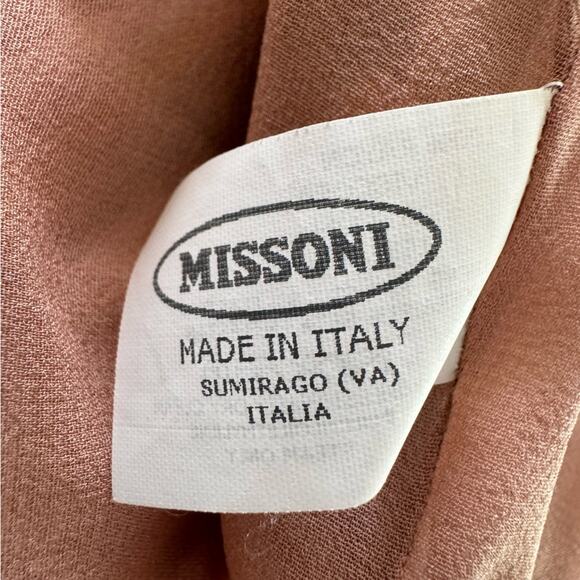 MISSONI
MADE IN ITALY
SUMIRAGO (VA)
ITALIA